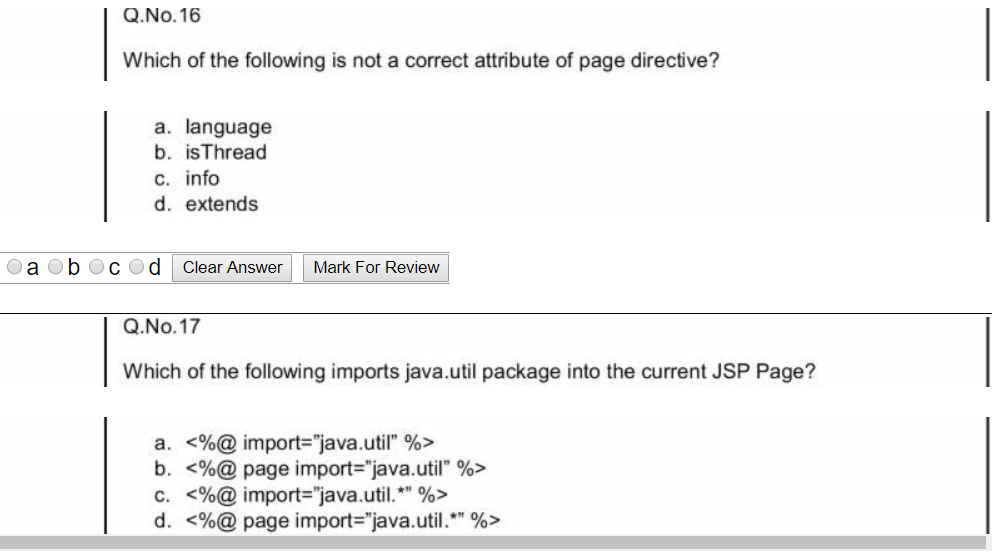 Q.No.16
Which of the following is not a correct attribute of page directive?
a. language
b. isThread
c. info
d. extends
a b c d Clear Answer Mark For Review
Q.No.17
Which of the following imports java.util package into the current JSP Page?
a. <%@ import=”java.util” %>
b. <%@ page import=”java.util” %>
c. <%@ import=”java.util.*” %>
d. <%@ page import=”java.util.*” %>